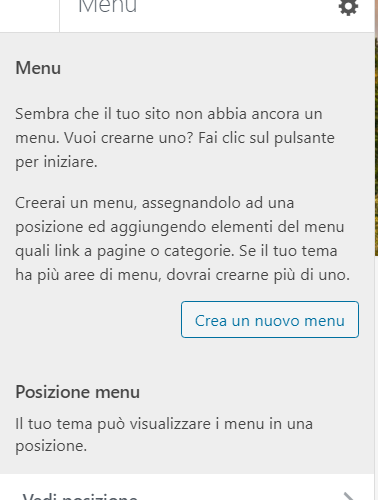 Menu
Menu
Sembra che il tuo sito non abbia ancora un
menu. Vuoi crearne uno? Fai clic sul pulsante
per iniziare.
Creerai un menu, assegnandolo ad una
posizione ed aggiungendo elementi del menu
quali link a pagine o categorie. Se il tuo tema
ha più aree di menu, dovrai crearne più di uno.
Crea un nuovo menu
Posizione menu
Il tuo tema può visualizzare i menu in una
posizione.
Vedi posizione